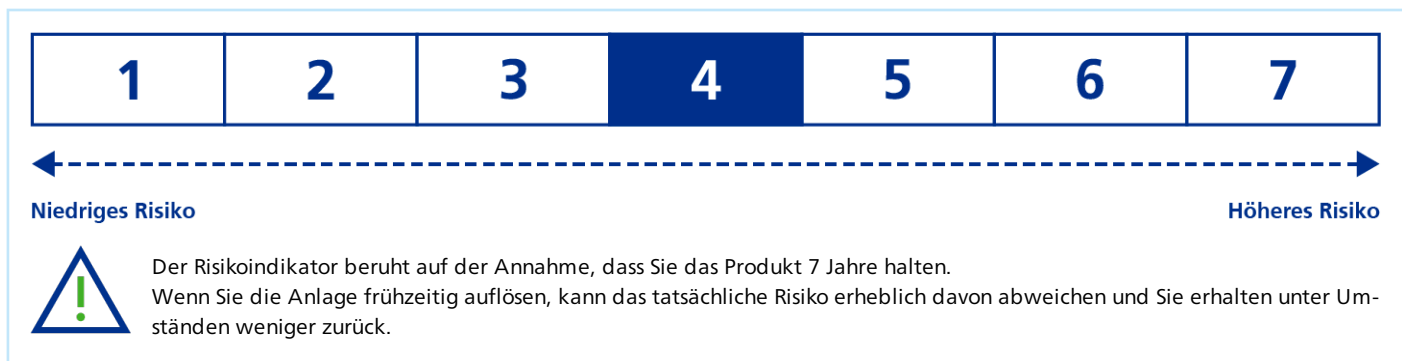 1 2 3 4 5 6 7
Niedriges Risiko Höheres Risiko
Der Risikoindikator beruht auf der Annahme, dass Sie das Produkt 7 Jahre halten.
Wenn Sie die Anlage frühzeitig auflösen, kann das tatsächliche Risiko erheblich davon abweichen und Sie erhalten unter Um-
ständen weniger zurück.